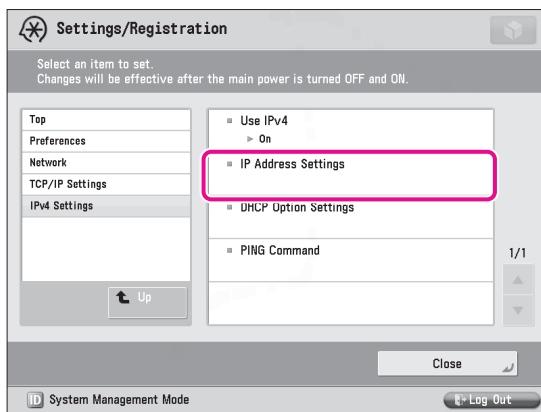 Settings/Registration
Select an item to set.
Changes will be effective after the main power is turned OFF and ON.
Top
Preferences
Network
TCP/IP Settings
IPv4 Settings
Up
Use IPv4
On
IP Address Settings
DHCP Option Settings
PING Command
1/1
Close
ID System Management Mode
Log Out